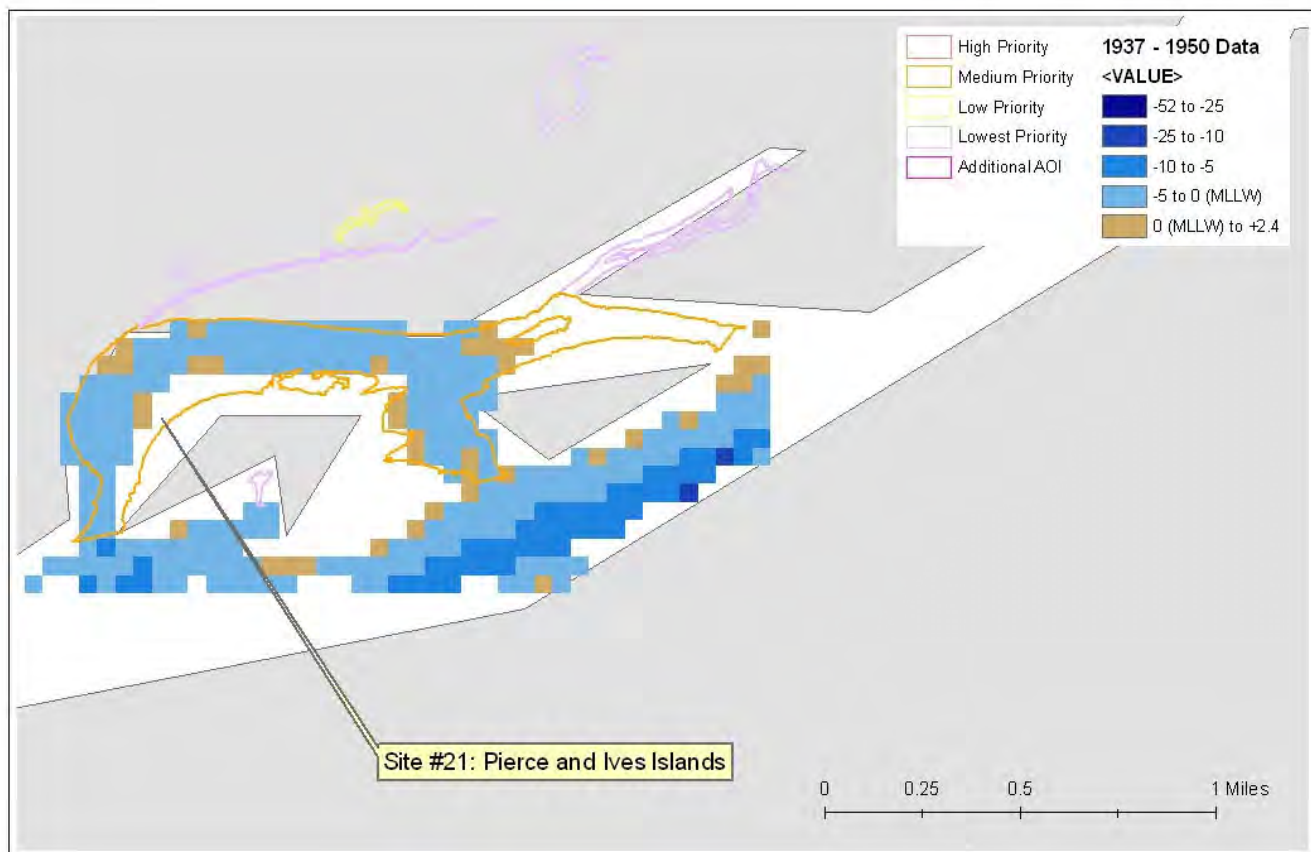 High Priority
Medium Priority
Low Priority
Lowest Priority
Additional AOI
1937 - 1950 Data
<VALUE>
-52 to -25
-25 to -10
-10 to -5
-5 to 0 (MLLW)
0 (MLLW) to +2.4
Site #21: Pierce and Ives Islands
0 0.25 0.5 1 Miles